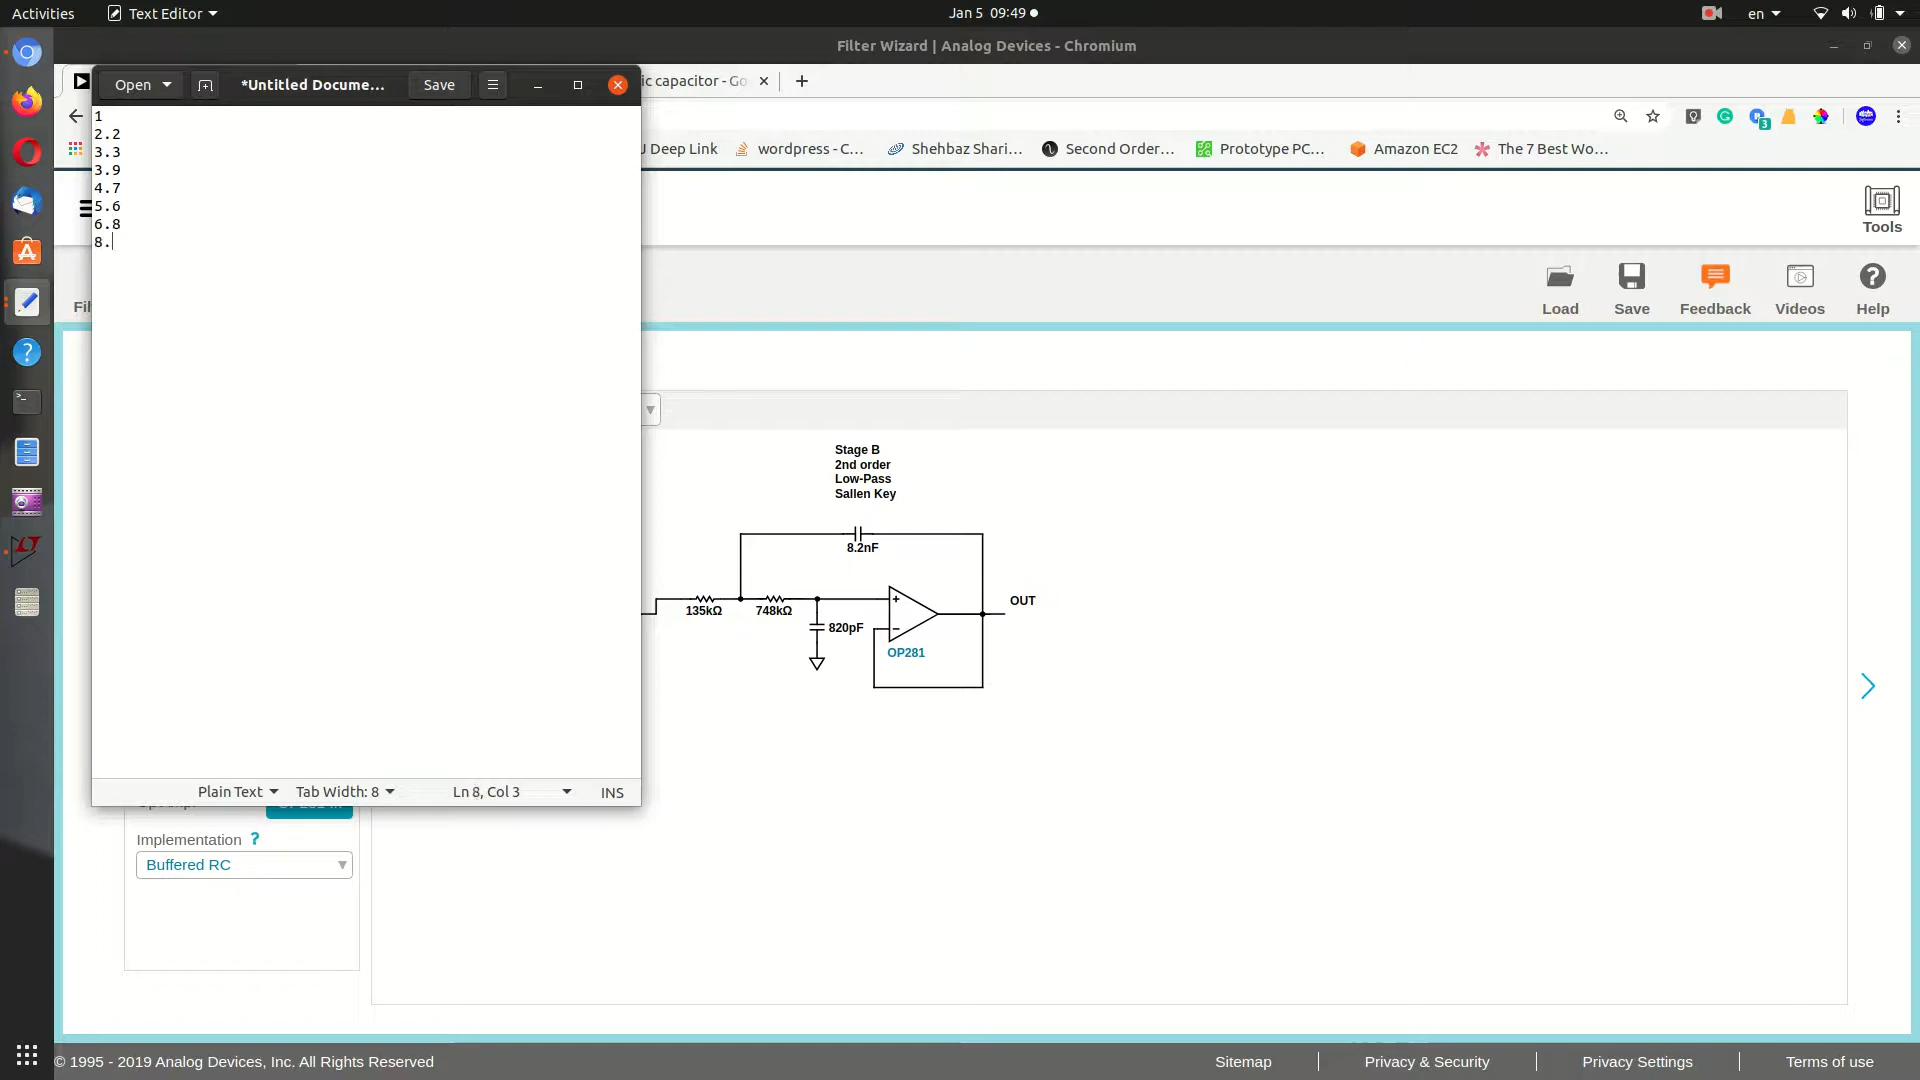 Activities
Text Editor
Jan 5 09:49
en
Filter Wizard | Analog Devices - Chromium
Open
*Untitled Docume...
Save
ic capacitor - Go
1
2.2
3.3
3.9
4.7
5.6
6.8
8.
3
J Deep Link
wordpress - C...
Shehbaz Shari...
Second Order...
Prototype PC...
Amazon EC2
The 7 Best Wo...
Tools
Fil
Load
Save
Feedback
Videos
Help
Stage B
2nd order
Low-Pass
Sallen Key
8.2nF
135kΩ
748kΩ
820pF
+
−
OP281
OUT
Plain Text
Tab Width: 8
Ln 8, Col 3
INS
Implementation ?
Buffered RC
© 1995 - 2019 Analog Devices, Inc. All Rights Reserved
Sitemap
Privacy & Security
Privacy Settings
Terms of use